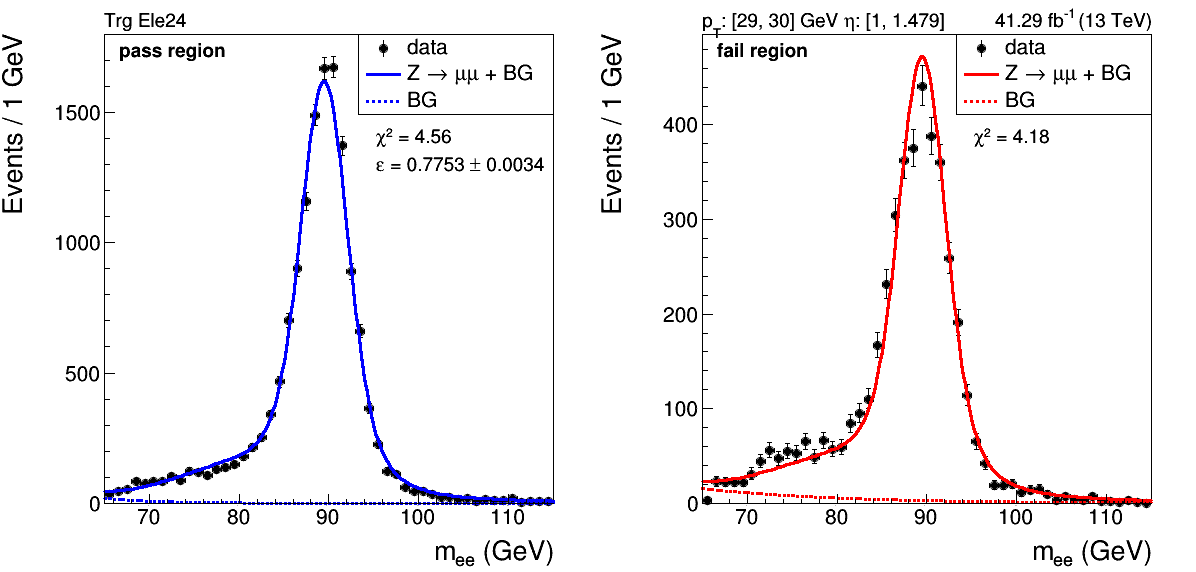 Trg Ele24
pass region
data
Z → μμ + BG
BG
χ² = 4.56
ε = 0.7753 ± 0.0034
Events / 1 GeV
1500
1000
500
0
70 80 90 100 110
m_ee (GeV)
p_T: [29, 30] GeV η: [1, 1.479] 41.29 fb⁻¹ (13 TeV)
fail region
data
Z → μμ + BG
BG
χ² = 4.18
Events / 1 GeV
400
300
200
100
0
70 80 90 100 110
m_ee (GeV)